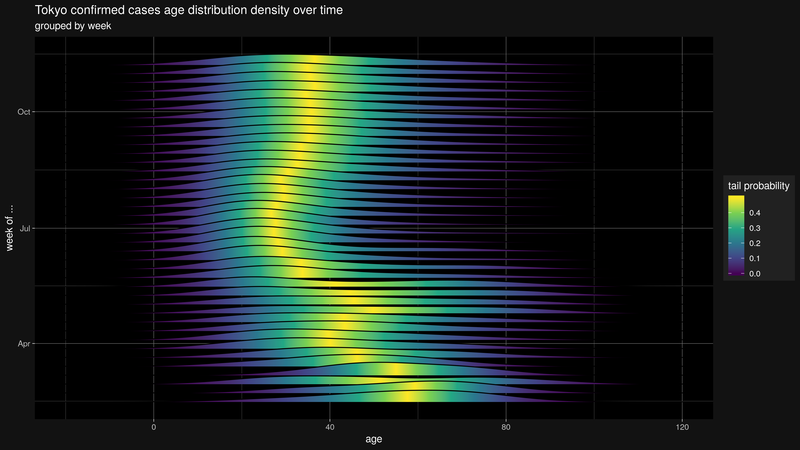 Tokyo confirmed cases age distribution density over time
grouped by week
Oct
Jul
Apr
week of ...
0
40
80
120
age
tail probability
0.4
0.3
0.2
0.1
0.0